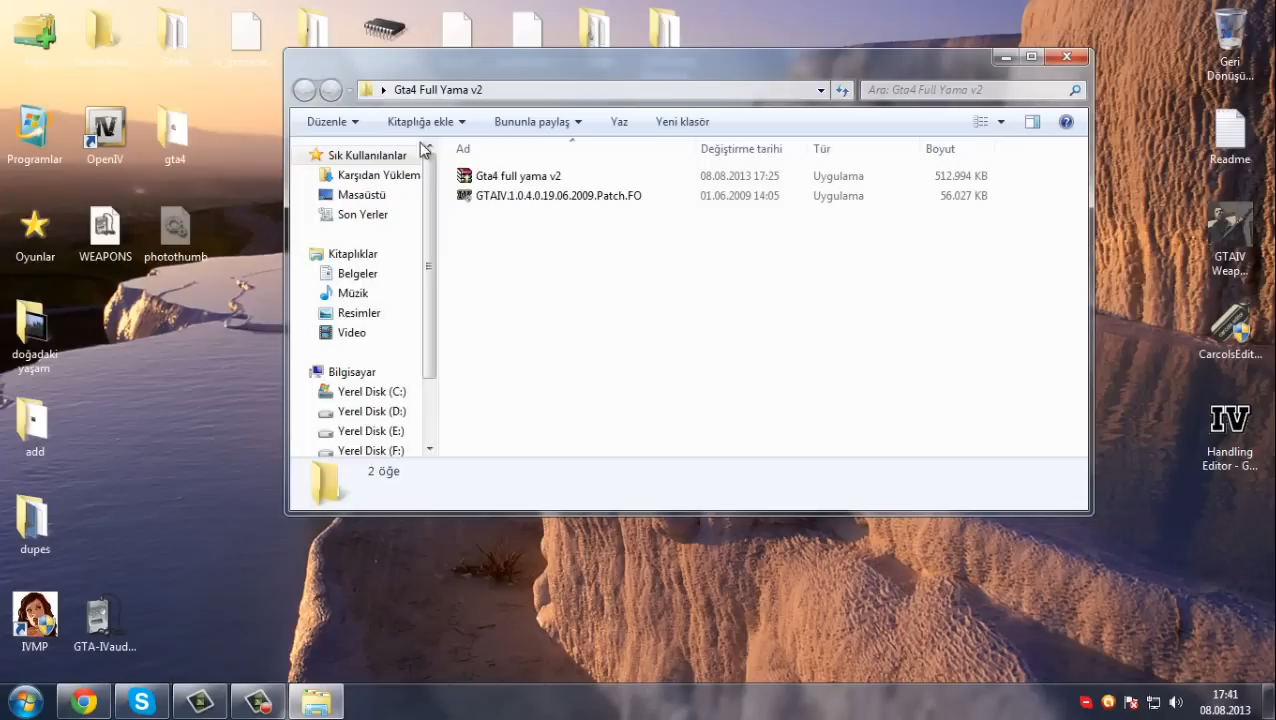 Gta4 Full Yama v2
Ara: Gta4 Full Yama v2
Düzenle
Kitaplığa ekle
Bununla paylaş
Yaz
Yeni klasör
Sık Kullanılanlar
Karşıdan Yüklem
Masaüstü
Son Yerler
Kitaplıklar
Belgeler
Müzik
Resimler
Video
Bilgisayar
Yerel Disk (C:)
Yerel Disk (D:)
Yerel Disk (E:)
Yerel Disk (F:)
Ad
Değiştirme tarihi
Tür
Boyut
Gta4 full yama v2
08.08.2013 17:25
Uygulama
512.994 KB
GTAIV.1.0.4.0.19.06.2009.Patch.FO
01.06.2009 14:05
Uygulama
56.027 KB
2 öğe
Programlar
OpenIV
gta4
Oyunlar
WEAPONS
photothumb
doğadaki
yaşam
add
dupes
IVMP
GTA-IVaud...
Geri
Dönüşü...
Readme
GTAIV
Weap...
CarcolsEdit...
IV
Handling
Editor - G...
17:41
08.08.2013